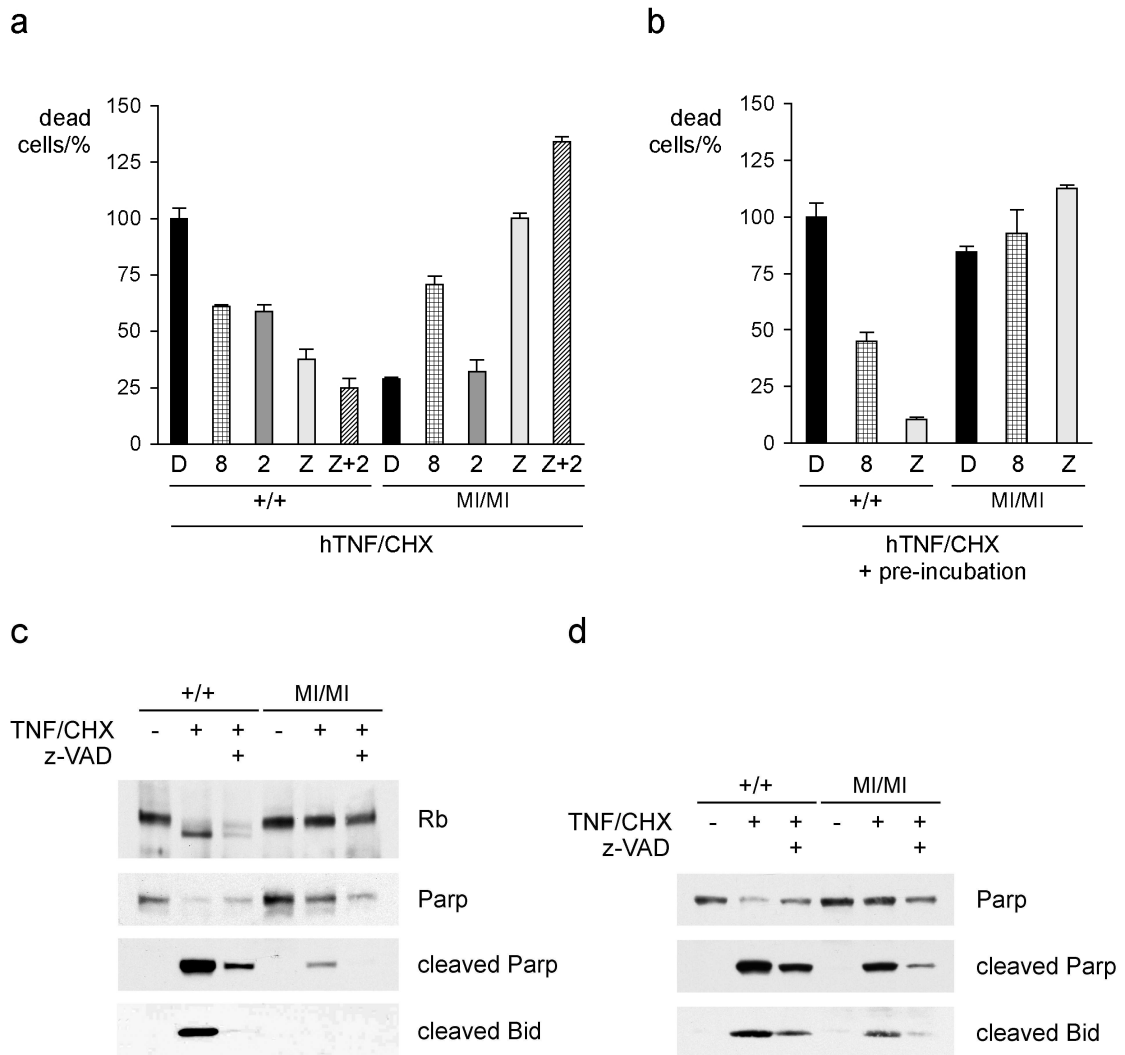 a
dead
cells/%
150
125
100
75
50
25
0
D 8 2 Z Z+2 D 8 2 Z Z+2
+/+ MI/MI
hTNF/CHX
b
dead
cells/%
150
125
100
75
50
25
0
D 8 Z D 8 Z
+/+ MI/MI
hTNF/CHX
+ pre-incubation
c
+/+ MI/MI
TNF/CHX - + + - + +
z-VAD + +
Rb
Parp
cleaved Parp
cleaved Bid
d
+/+ MI/MI
TNF/CHX - + + - + +
z-VAD + +
Parp
cleaved Parp
cleaved Bid